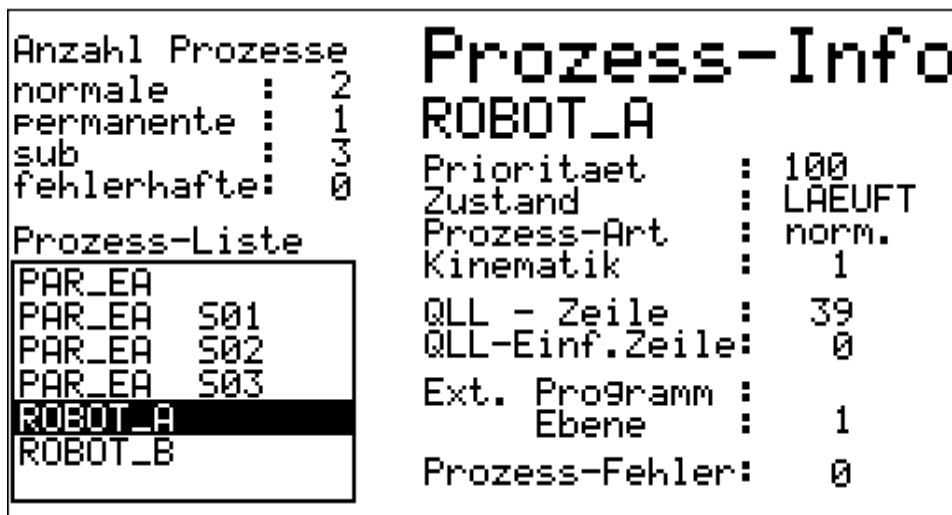 Anzahl Prozesse
normale : 2
permanente : 1
sub : 3
fehlerhafte: 0
Prozess-Liste
PAR_EA
PAR_EA S01
PAR_EA S02
PAR_EA S03
ROBOT_A
ROBOT_B
Prozess-Info
ROBOT_A
Prioritaet : 100
Zustand : LAEUFT
Prozess-Art : norm.
Kinematik : 1
QLL - Zeile : 39
QLL-Einf.Zeile: 0
Ext. Programm :
Ebene : 1
Prozess-Fehler: 0